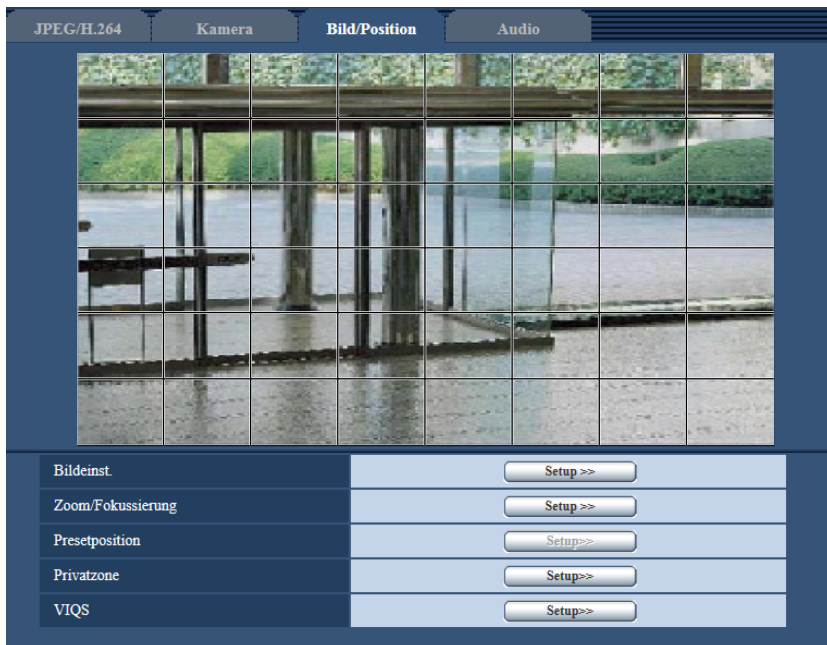 JPEG/H.264 Kamera Bild/Position Audio
Bildeinst. Setup >>
Zoom/Fokussierung Setup >>
Presetposition Setup>>
Privatzone Setup>>
VIQS Setup>>